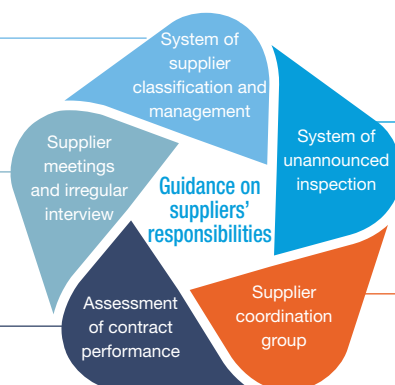 System of
supplier
classification and
management
System of
unannounced
inspection
Supplier
meetings
and irregular
interview
Guidance on
suppliers'
responsibilities
Supplier
coordination
group
Assessment
of contract
performance